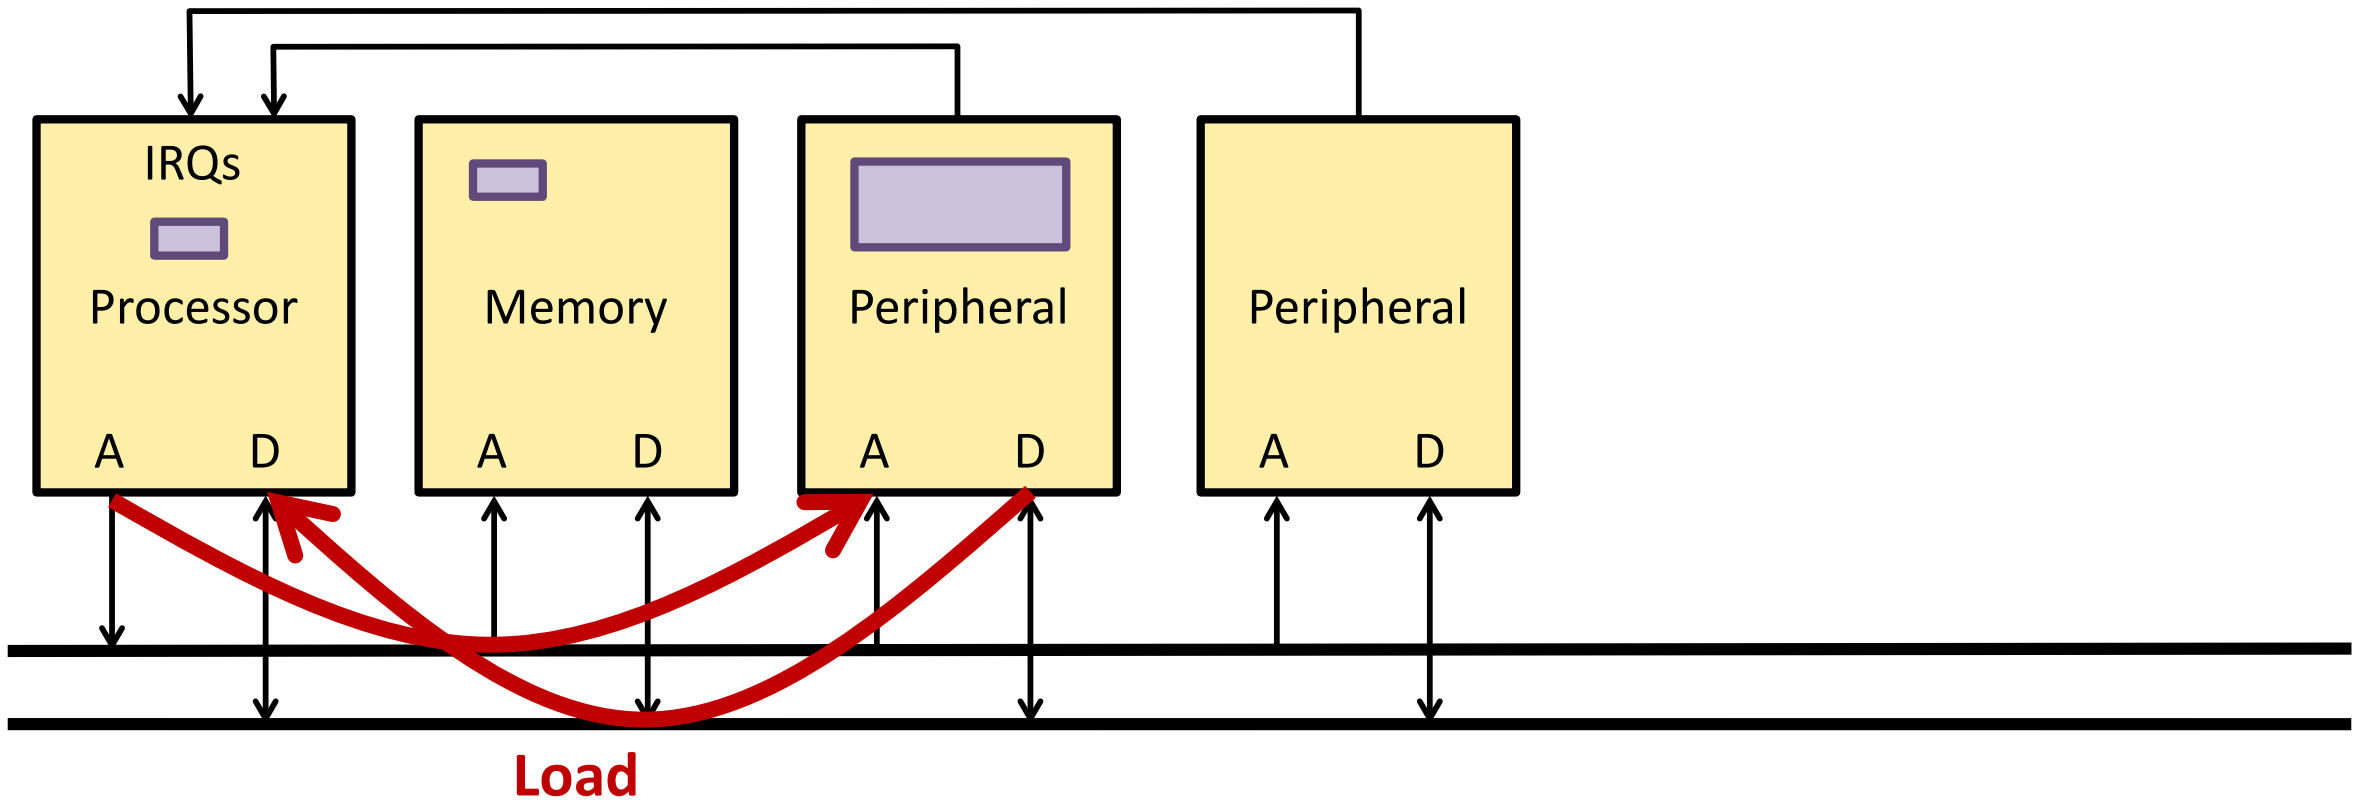 IRQs
Processor
A D
Memory
A D
Peripheral
A D
Peripheral
A D
Load